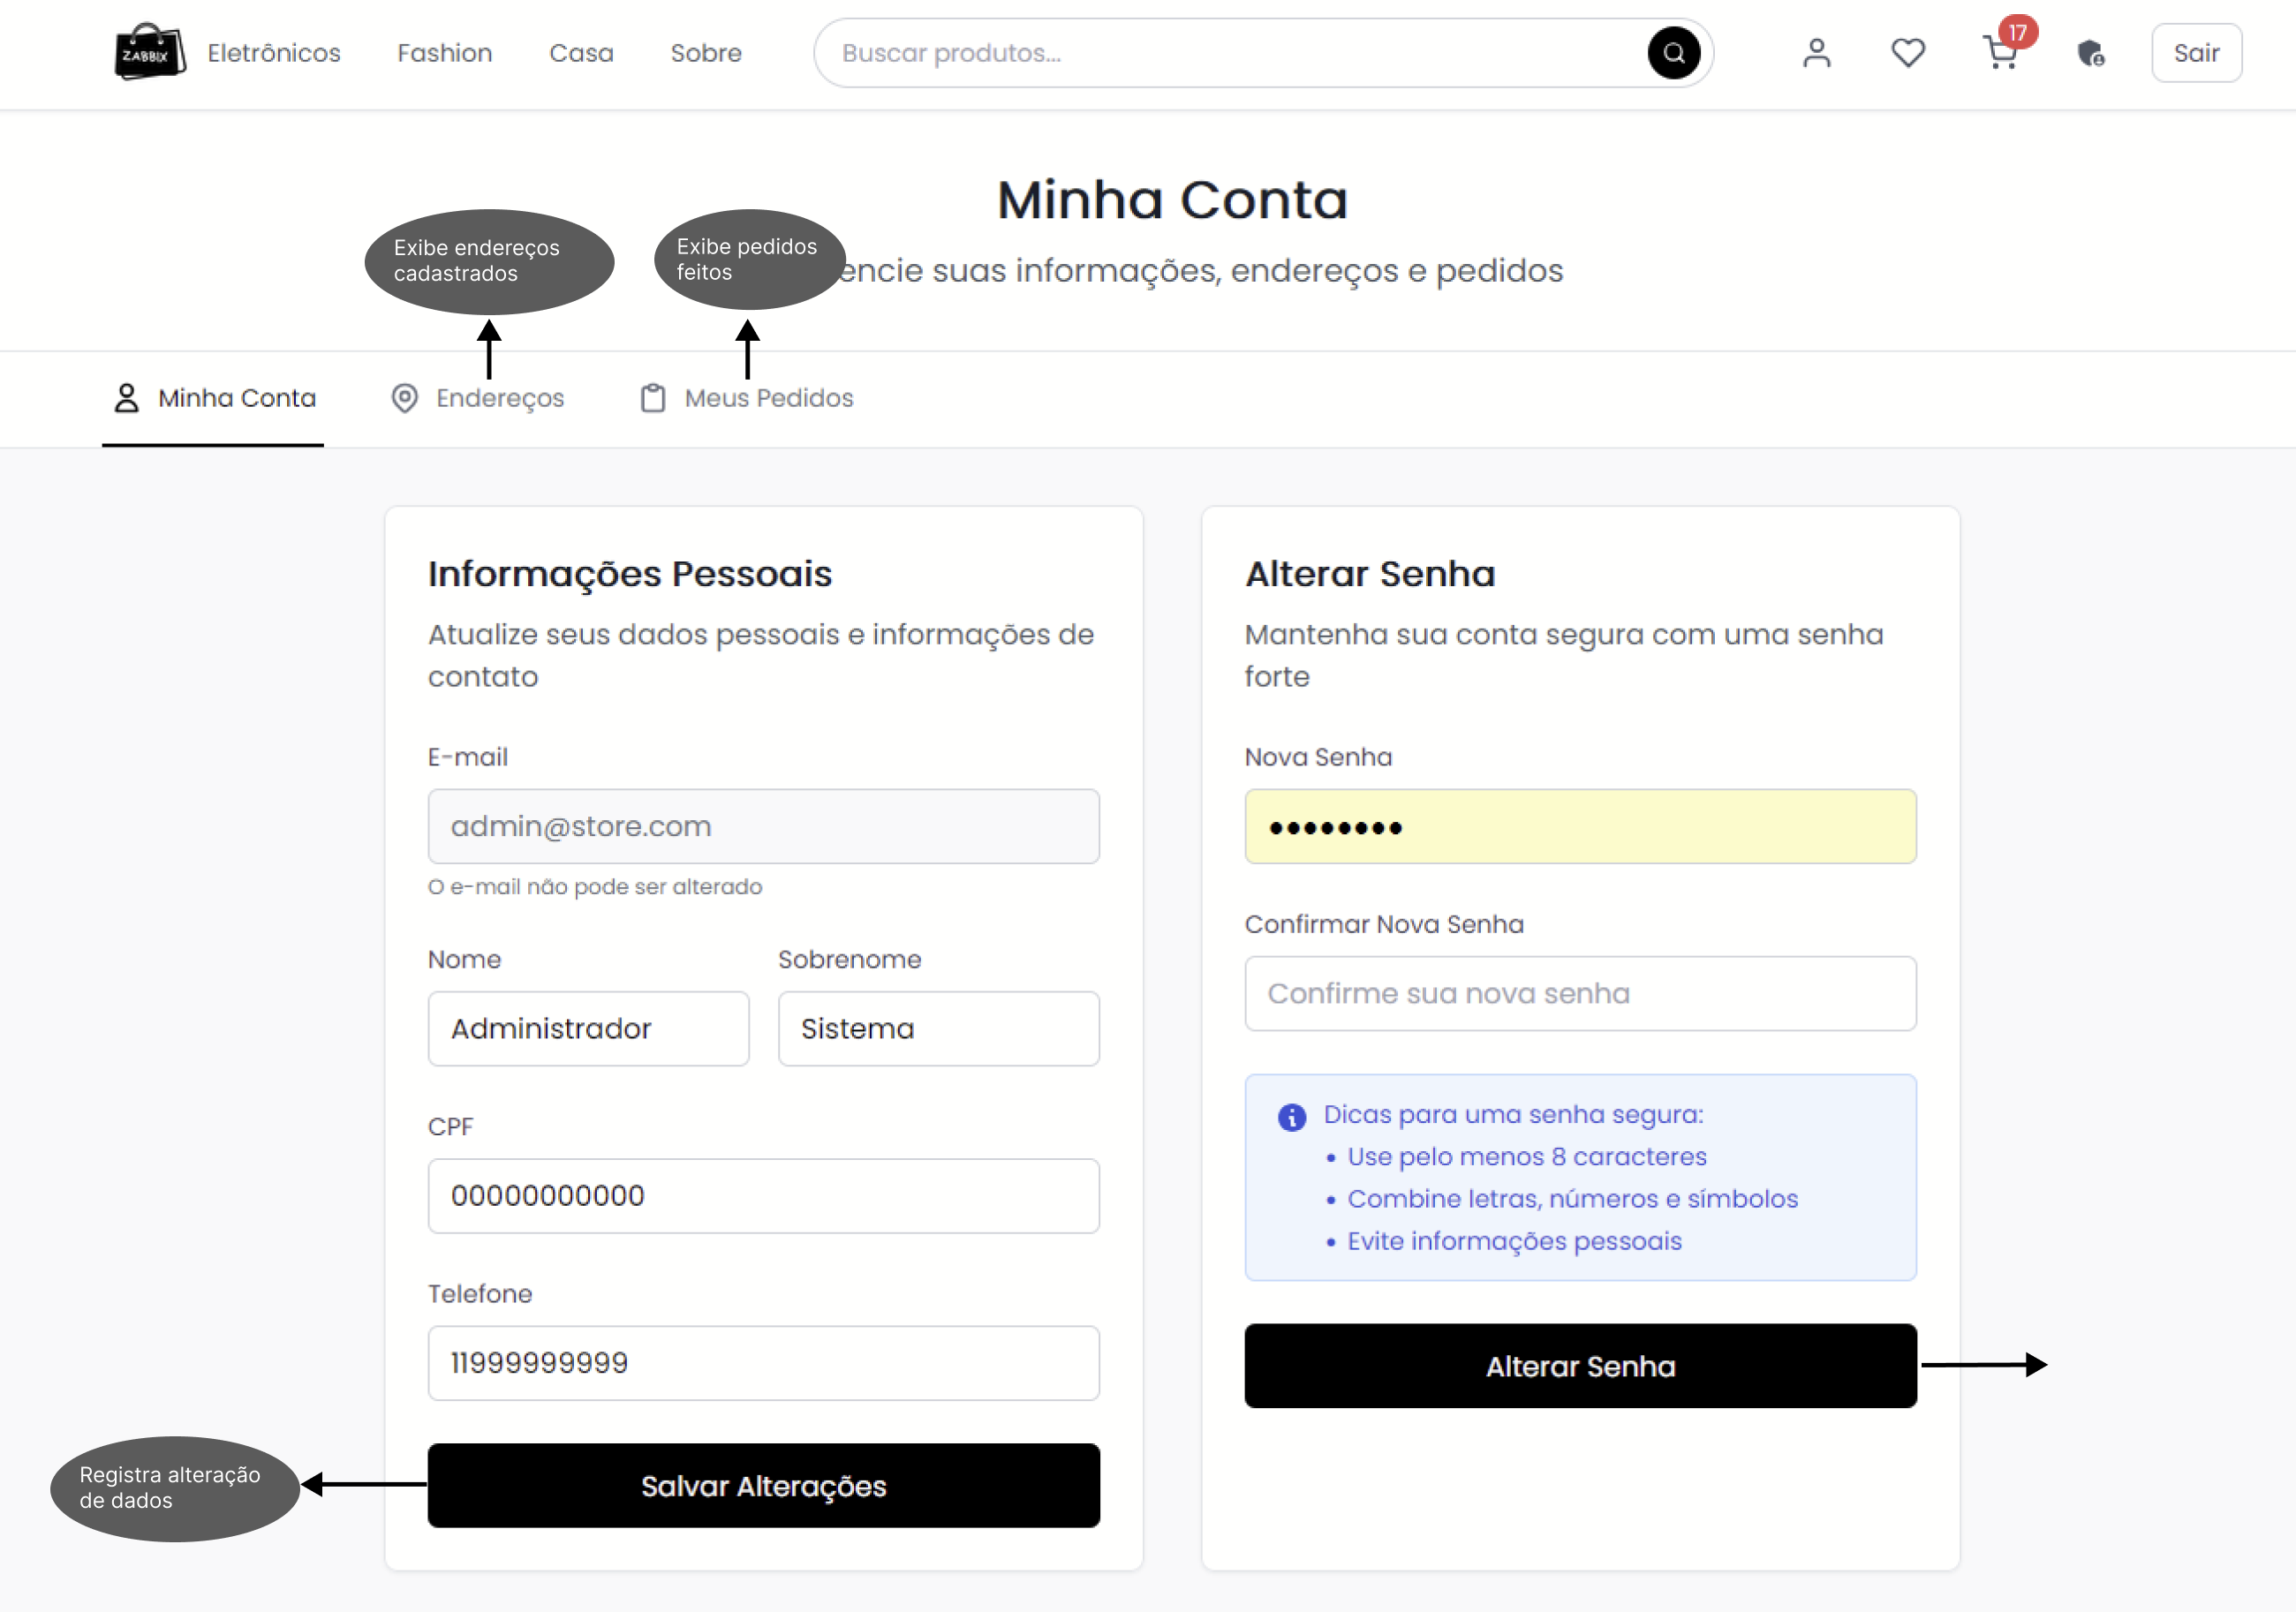 ZABBIX
Eletrônicos Fashion Casa Sobre Buscar produtos... 17 Sair
Minha Conta
Exibe endereços
cadastrados
Exibe pedidos
feitos
encie suas informações, endereços e pedidos
Minha Conta Endereços Meus Pedidos
Informações Pessoais
Atualize seus dados pessoais e informações de
contato
E-mail
admin@store.com
O e-mail não pode ser alterado
Nome Sobrenome
Administrador Sistema
CPF
00000000000
Telefone
11999999999
Salvar Alterações
Registra alteração
de dados
Alterar Senha
Mantenha sua conta segura com uma senha
forte
Nova Senha
••••••••
Confirmar Nova Senha
Confirme sua nova senha
Dicas para uma senha segura:
• Use pelo menos 8 caracteres
• Combine letras, números e símbolos
• Evite informações pessoais
Alterar Senha